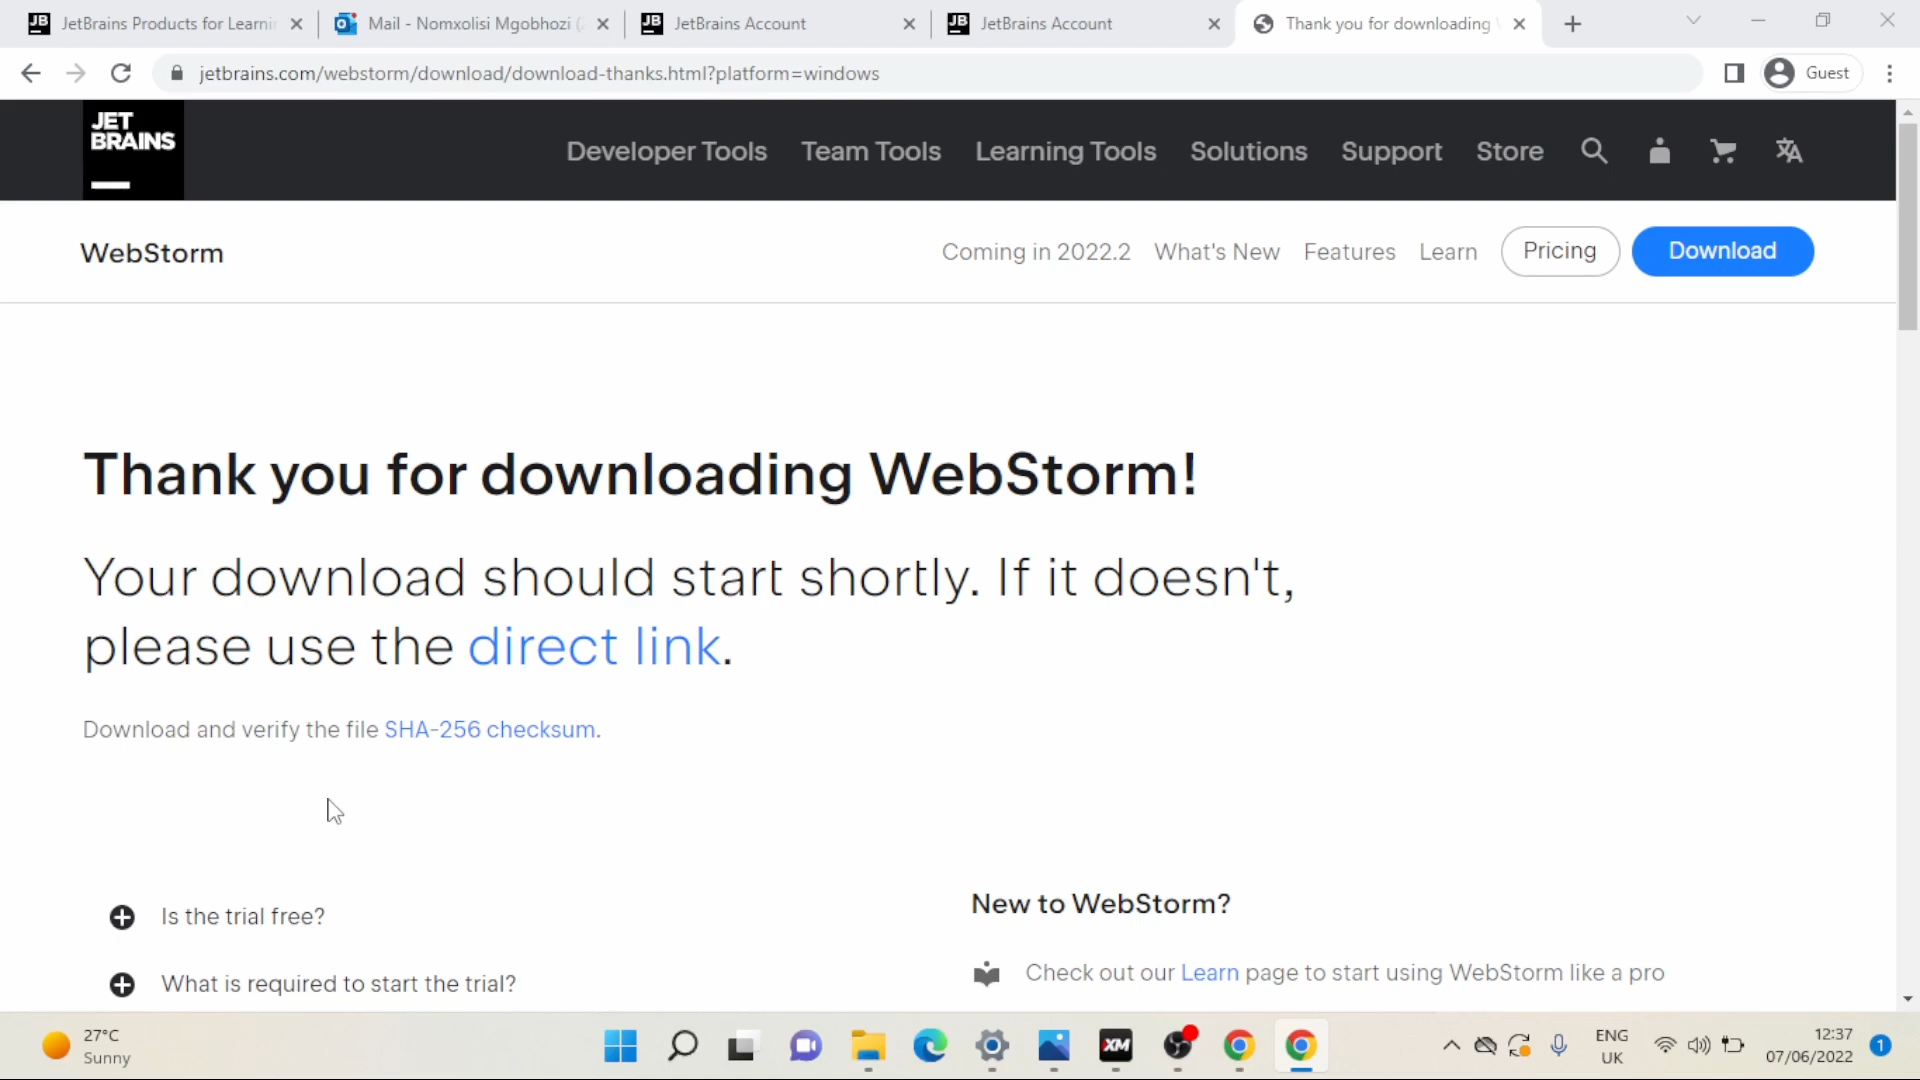 JetBrains Products for Learnin
Mail - Nomxolisi Mgobhozi (
JetBrains Account
JetBrains Account
Thank you for downloading
jetbrains.com/webstorm/download/download-thanks.html?platform=windows
Guest
JET
BRAINS
Developer Tools
Team Tools
Learning Tools
Solutions
Support
Store
WebStorm
Coming in 2022.2
What's New
Features
Learn
Pricing
Download
Thank you for downloading WebStorm!
Your download should start shortly. If it doesn't,
please use the direct link.
Download and verify the file SHA-256 checksum.
Is the trial free?
What is required to start the trial?
New to WebStorm?
Check out our Learn page to start using WebStorm like a pro
27°C
Sunny
XM
ENG
UK
12:37
07/06/2022
1